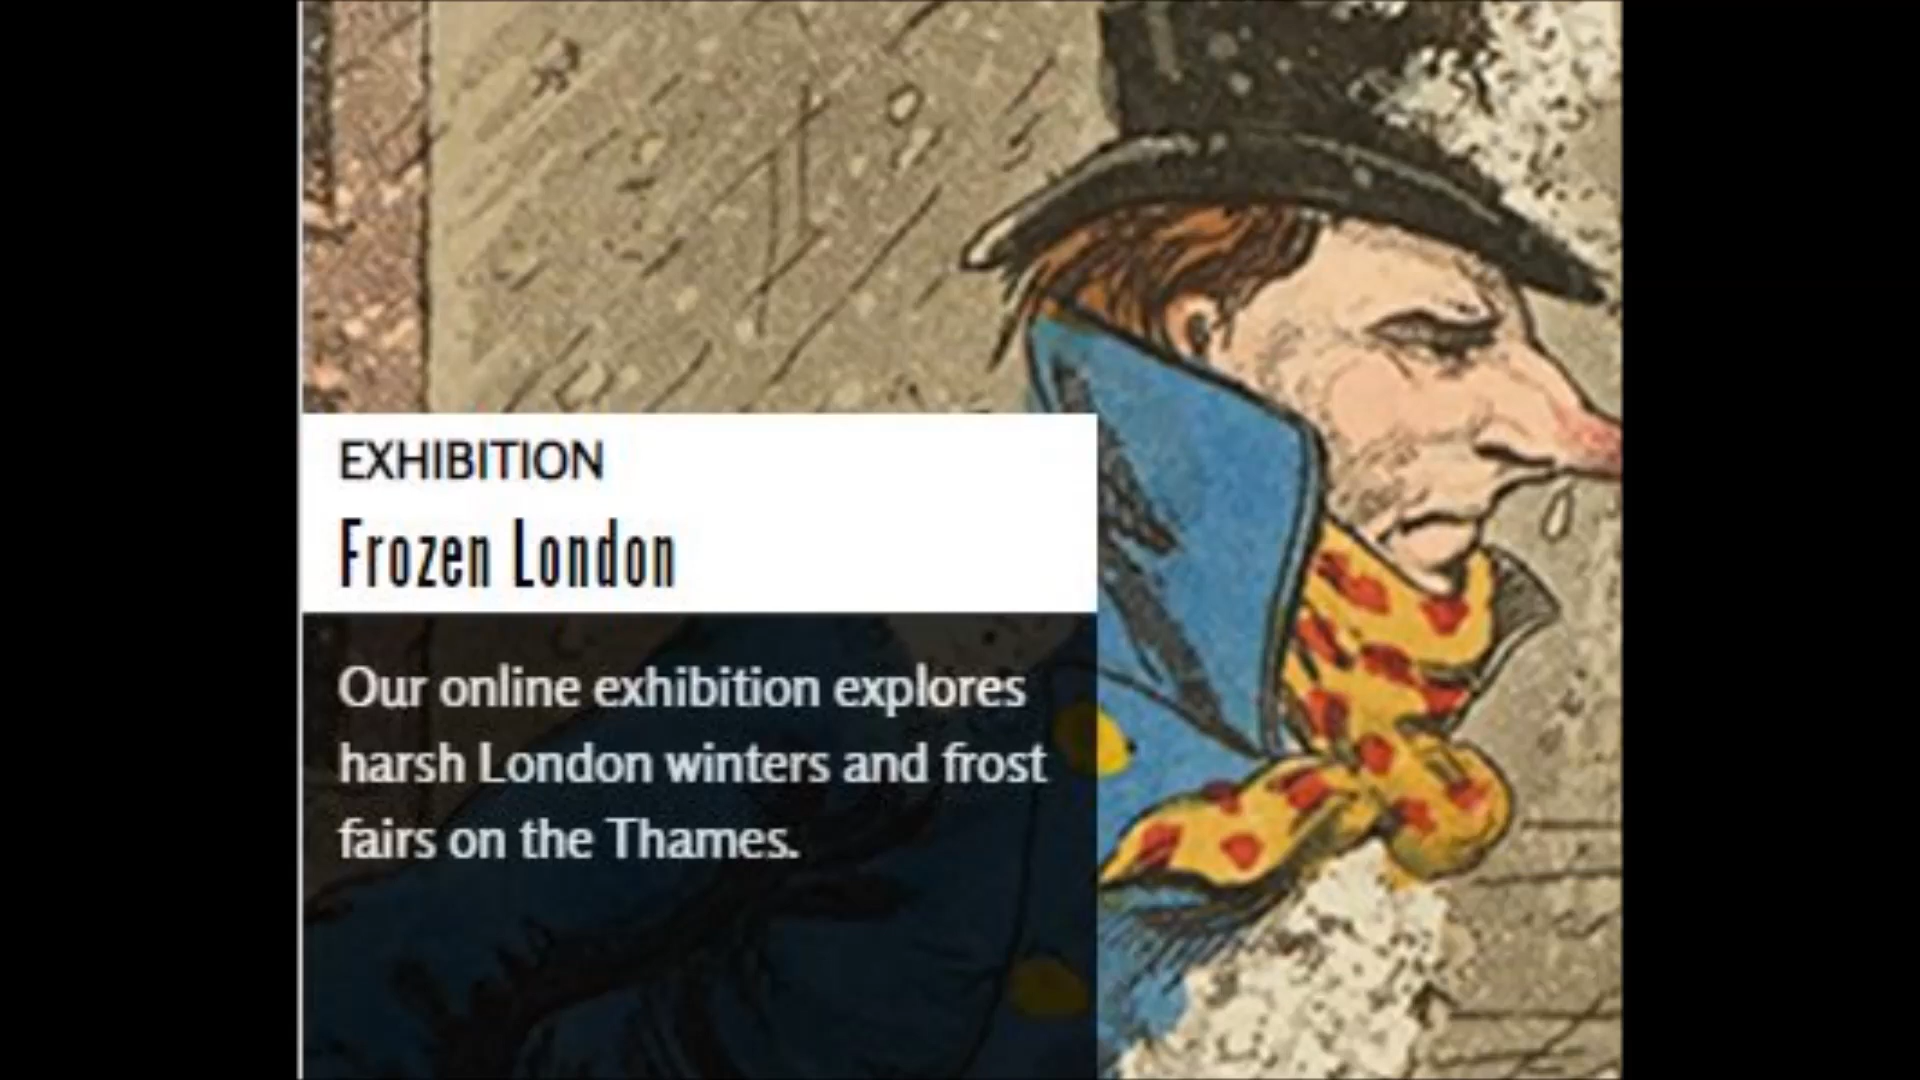 EXHIBITION
Frozen London
Our online exhibition explores
harsh London winters and frost
fairs on the Thames.